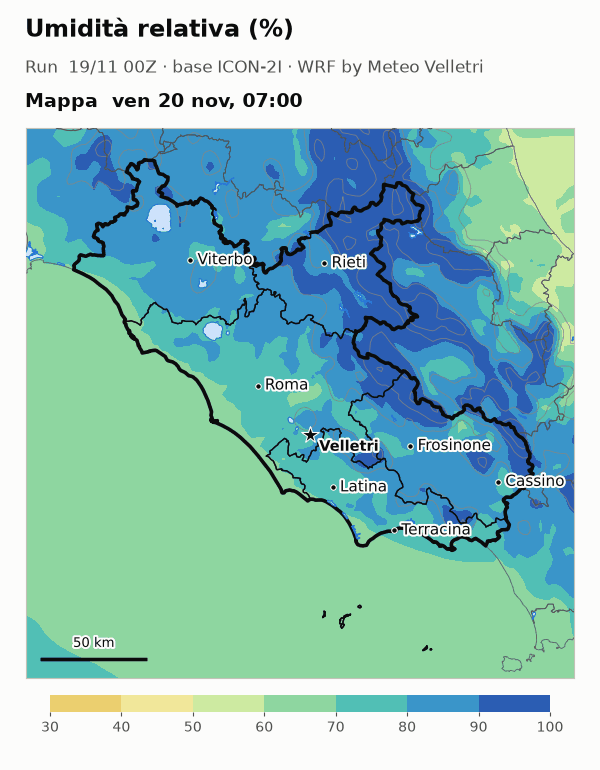 Umidità relativa (%)
Run  19/11 00Z · base ICON-2I · WRF by Meteo Velletri
Mappa  ven 20 nov, 07:00
Viterbo
Rieti
Roma
Velletri
Frosinone
Cassino
Latina
Terracina
50 km
30 40 50 60 70 80 90 100